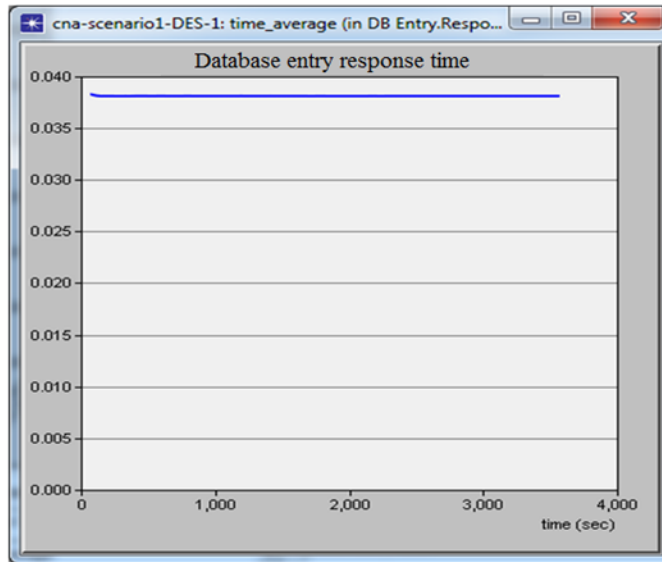 cna-scenario1-DES-1: time_average (in DB Entry.Respo...
Database entry response time
0.040
0.035
0.030
0.025
0.020
0.015
0.010
0.005
0.000
0 1,000 2,000 3,000 4,000
time (sec)